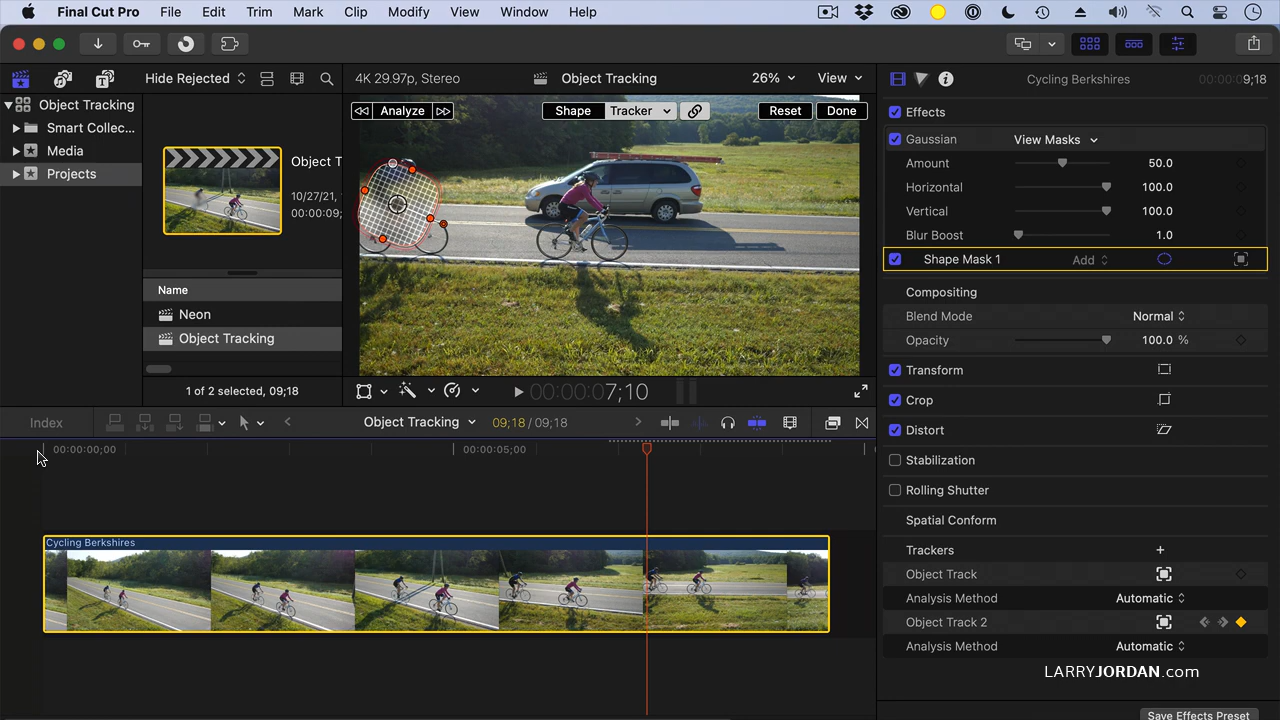 Final Cut Pro File Edit Trim Mark Clip Modify View Window Help
Hide Rejected
4K 29.97p, Stereo Object Tracking 26% View
Cycling Berkshires 00:00:09;18
Object Tracking
Smart Collec...
Media
Projects
Object T
10/27/21,
00:00:09;
Name
Neon
Object Tracking
1 of 2 selected, 09;18
Analyze Shape Tracker Reset Done
00:00:07;10
Effects
Gaussian View Masks
Amount 50.0
Horizontal 100.0
Vertical 100.0
Blur Boost 1.0
Shape Mask 1 Add
Compositing
Blend Mode Normal
Opacity 100.0 %
Transform
Crop
Distort
Stabilization
Rolling Shutter
Spatial Conform
Trackers +
Object Track
Analysis Method Automatic
Object Track 2
Analysis Method Automatic
LARRYJORDAN.com
Save Effects Preset
Index Object Tracking 09;18 / 09;18
00:00:00;00 00:00:05;00
Cycling Berkshires